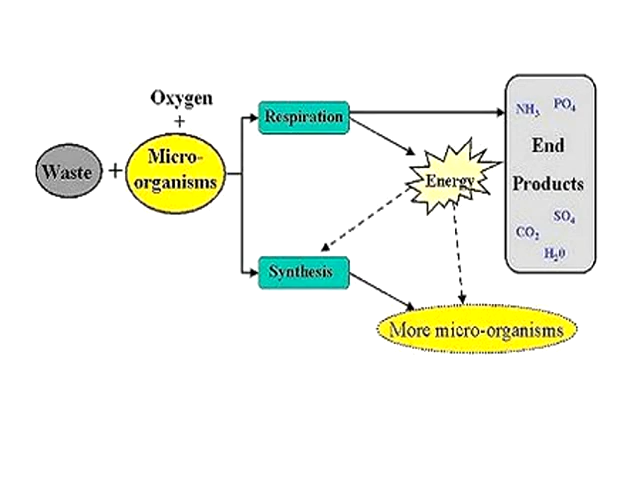 Oxygen
+
Waste
+
Micro-
organisms
Respiration
Energy
Synthesis
More micro-organisms
NH3 PO4
End
Products
SO4
CO2
H20